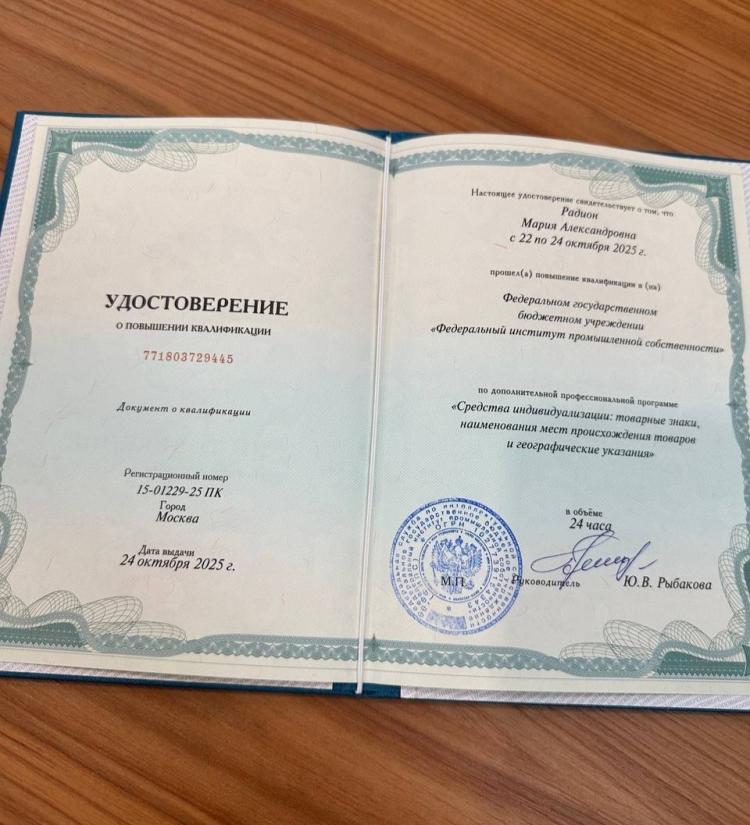 УДОСТОВЕРЕНИЕ
О ПОВЫШЕНИИ КВАЛИФИКАЦИИ
771803729445
Документ о квалификации
Регистрационный номер
15-01229-25 ПК
Город
Москва
Дата выдачи
24 октября 2025 г.
Настоящее удостоверение свидетельствует о том, что
Радион
Мария Александровна
с 22 по 24 октября 2025 г.
прошел(а) повышение квалификации в (на)
Федеральном государственном
бюджетном учреждении
«Федеральный институт промышленной собственности»
по дополнительной профессиональной программе
«Средства индивидуализации: товарные знаки,
наименования мест происхождения товаров
и географические указания»
в объёме
24 часа
М.П.
Руководитель
Ю.В. Рыбакова